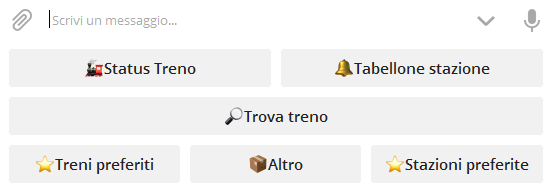 Scrivi un messaggio...
🚂Status Treno
🔔Tabellone stazione
🔎Trova treno
⭐Treni preferiti
📦Altro
⭐Stazioni preferite